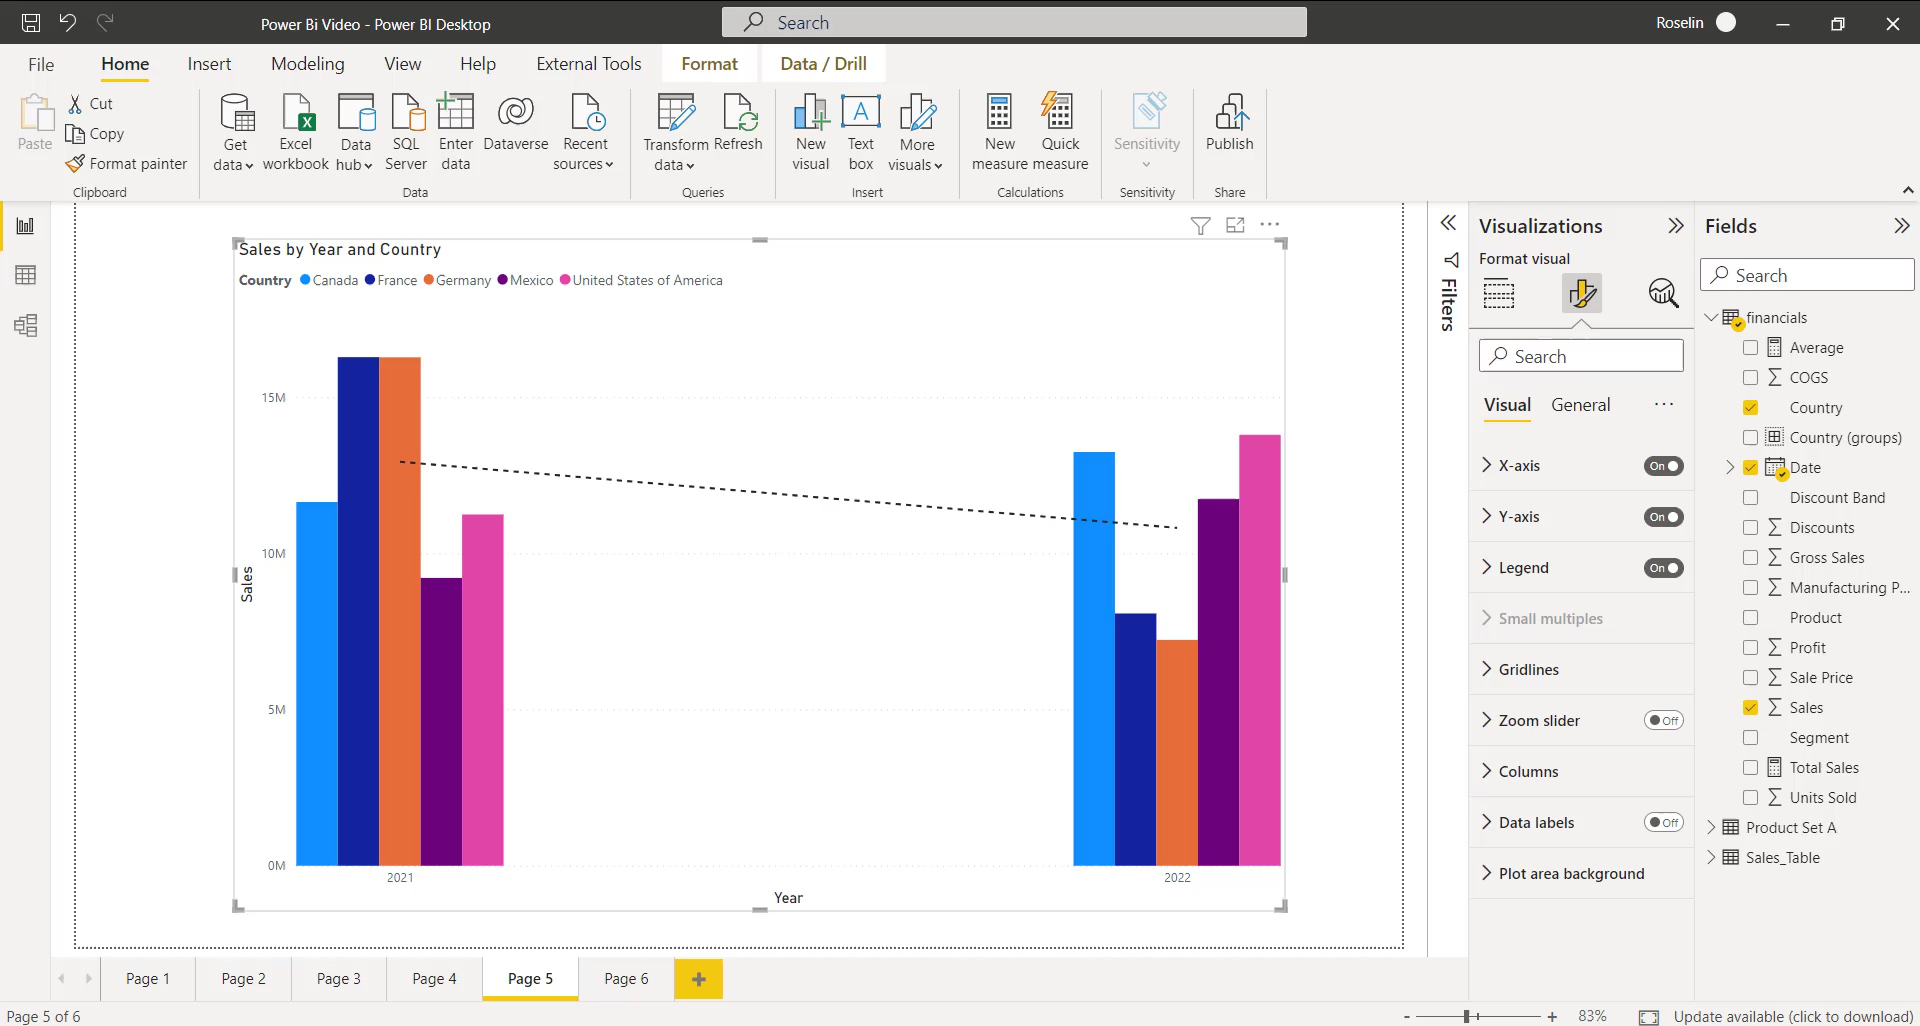 Power Bi Video - Power BI Desktop
Search
Roselin
File Home Insert Modeling View Help External Tools Format Data / Drill
Paste
Cut
Copy
Format painter
Clipboard
Get data
Excel workbook
Data hub
SQL Server
Enter data
Dataverse
Recent sources
Data
Transform data
Refresh
Queries
New visual
Text box
More visuals
Insert
New measure
Quick measure
Calculations
Sensitivity
Sensitivity
Publish
Share
Sales by Year and Country
Country Canada France Germany Mexico United States of America
15M
10M
5M
0M
Sales
2021 2022
Year
Filters
Visualizations
Format visual
Search
Visual General
X-axis On
Y-axis On
Legend On
Small multiples
Gridlines
Zoom slider Off
Columns
Data labels Off
Plot area background
Fields
Search
financials
Average
COGS
Country
Country (groups)
Date
Discount Band
Discounts
Gross Sales
Manufacturing P...
Product
Profit
Sale Price
Sales
Segment
Total Sales
Units Sold
Product Set A
Sales_Table
Page 1 Page 2 Page 3 Page 4 Page 5 Page 6 +
Page 5 of 6
- + 83% Update available (click to download)